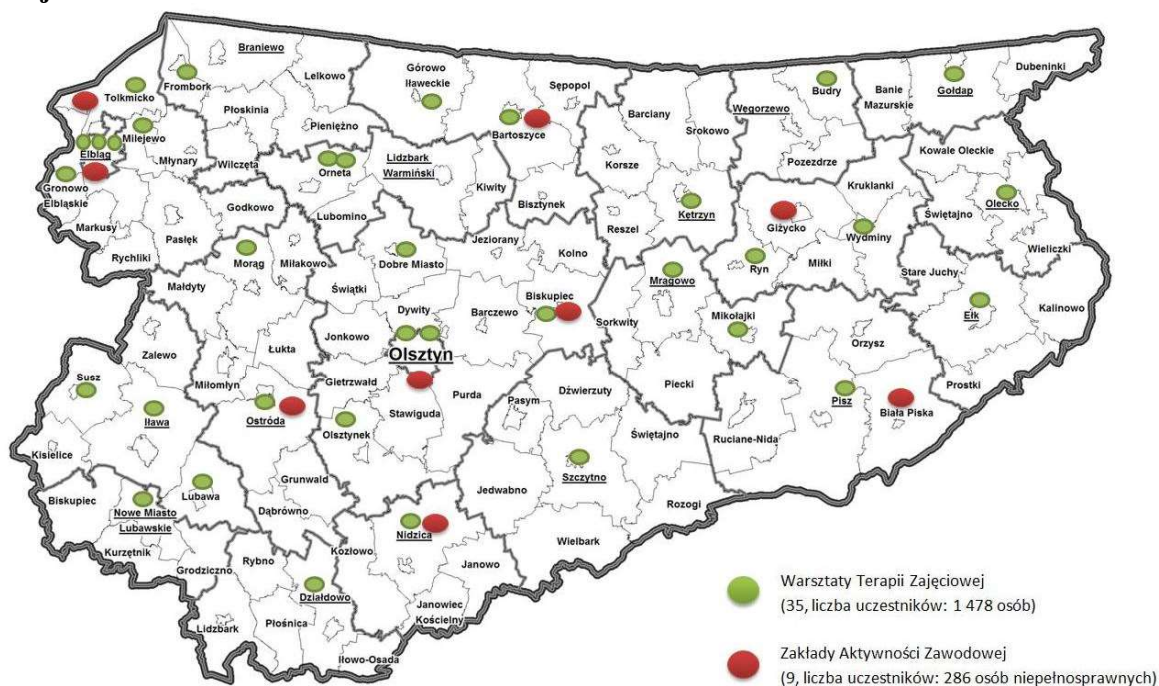 Braniewo
Frombork
Lelkowo
Górowo
Iławeckie
Sępopol
Dubeninki
Gołdap
Banie
Mazurskie
Budry
Węgorzewo
Tolkmicko
Płoskinia
Pieniężno
Bartoszyce
Barciany
Srokowo
Milejewo
Elbląg
Młynary
Wilczęta
Orneta
Lidzbark
Warmiński
Kiwity
Bisztynek
Korsze
Pozezdrze
Kowale Oleckie
Gronowo
Elbląskie
Godkowo
Lubomino
Kętrzyn
Reszel
Kruklanki
Giżycko
Świętajno
Olecko
Markusy
Pasłęk
Rychliki
Morąg
Miłakowo
Dobre Miasto
Jeziorany
Kolno
Wydminy
Wieliczki
Małdyty
Świątki
Mrągowo
Ryn
Miłki
Stare Juchy
Dywity
Barczewo
Biskupiec
Sorkwity
Mikołajki
Ełk
Kalinowo
Zalewo
Łukta
Jonkowo
Olsztyn
Orzysz
Susz
Miłomłyn
Gietrzwałd
Purda
Dźwierzuty
Piecki
Prostki
Iława
Ostróda
Olsztynek
Stawiguda
Pasym
Pisz
Biała Piska
Kisielice
Świętajno
Ruciane-Nida
Biskupiec
Lubawa
Grunwald
Szczytno
Jedwabno
Rozogi
Nowe Miasto
Lubawskie
Dąbrówno
Nidzica
Kurzętnik
Grodziczno
Rybno
Kozłowo
Janowo
Wielbark
Działdowo
Lidzbark
Płośnica
Janowiec
Kościelny
Iłowo-Osada
Warsztaty Terapii Zajęciowej
(35, liczba uczestników: 1 478 osób)
Zakłady Aktywności Zawodowej
(9, liczba uczestników: 286 osób niepełnosprawnych)